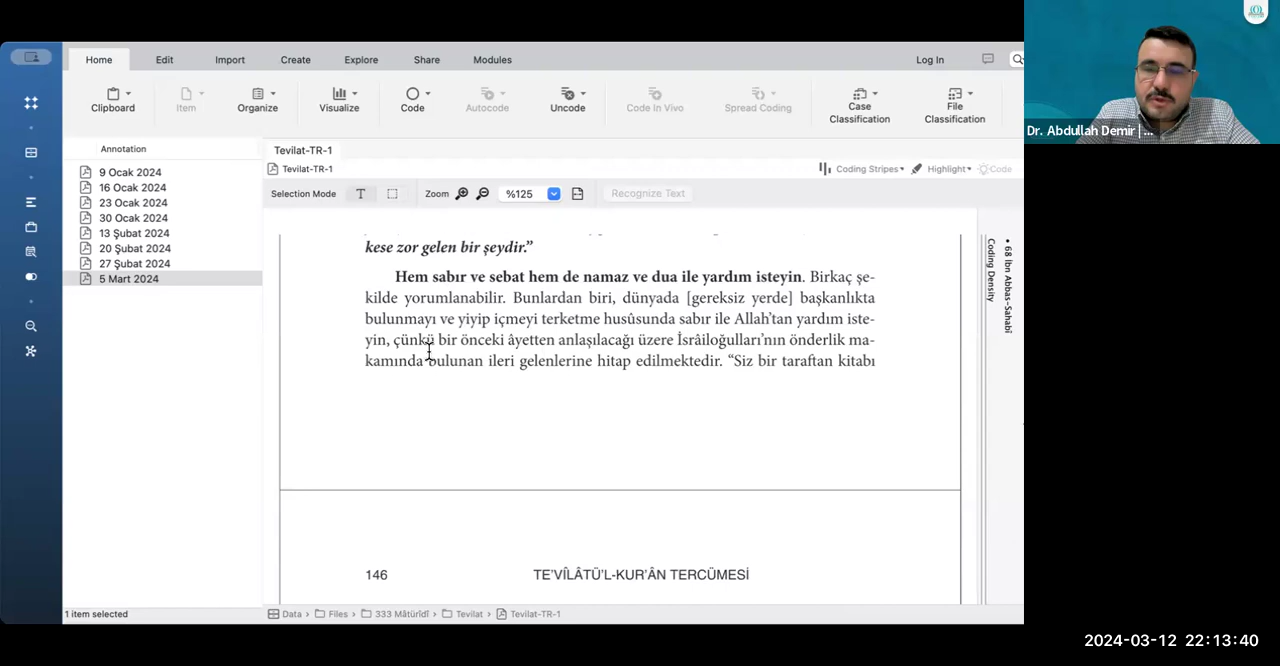 Home Edit Import Create Explore Share Modules Log In
Clipboard Item Organize Visualize Code Autocode Uncode Code In Vivo Spread Coding Case Classification File Classification
Dr. Abdullah Demir | ...
Annotation
9 Ocak 2024
16 Ocak 2024
23 Ocak 2024
30 Ocak 2024
13 Şubat 2024
20 Şubat 2024
27 Şubat 2024
5 Mart 2024
Tevilat-TR-1
Tevilat-TR-1 Coding Stripes Highlight Code
Selection Mode T Zoom %125 Recognize Text
kese zor gelen bir şeydir.”
Hem sabır ve sebat hem de namaz ve dua ile yardım isteyin. Birkaç şe-
kilde yorumlanabilir. Bunlardan biri, dünyada [gereksiz yerde] başkanlıkta
bulunmayı ve yiyip içmeyi terketme husûsunda sabır ile Allah’tan yardım iste-
yin, çünkü bir önceki âyetten anlaşılacağı üzere İsrâiloğulları’nın önderlik ma-
kamında bulunan ileri gelenlerine hitap edilmektedir. “Siz bir taraftan kitabı
146 TE’VÎLÂTÜ’L-KUR’ÂN TERCÜMESİ
• 68 İbn Abbas-Sahabî
Coding Density
1 item selected
Data > Files > 333 Mâtürîdî > Tevilat > Tevilat-TR-1
2024-03-12 22:13:40